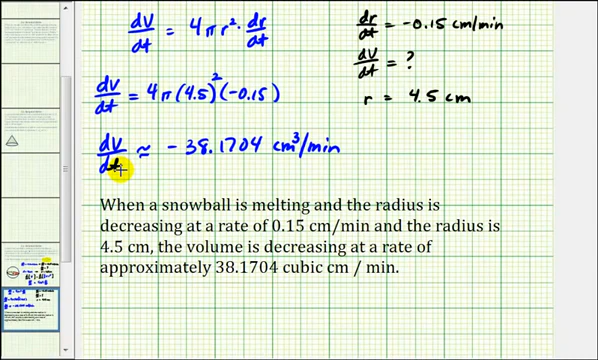 dV/dt = 4πr² · dr/dt
dr/dt = -0.15 cm/min
dV/dt = ?
r = 4.5 cm
dV/dt = 4π(4.5)²(-0.15)
dV/dt ≈ -38.1704 cm³/min
When a snowball is melting and the radius is
decreasing at a rate of 0.15 cm/min and the radius is
4.5 cm, the volume is decreasing at a rate of
approximately 38.1704 cubic cm / min.